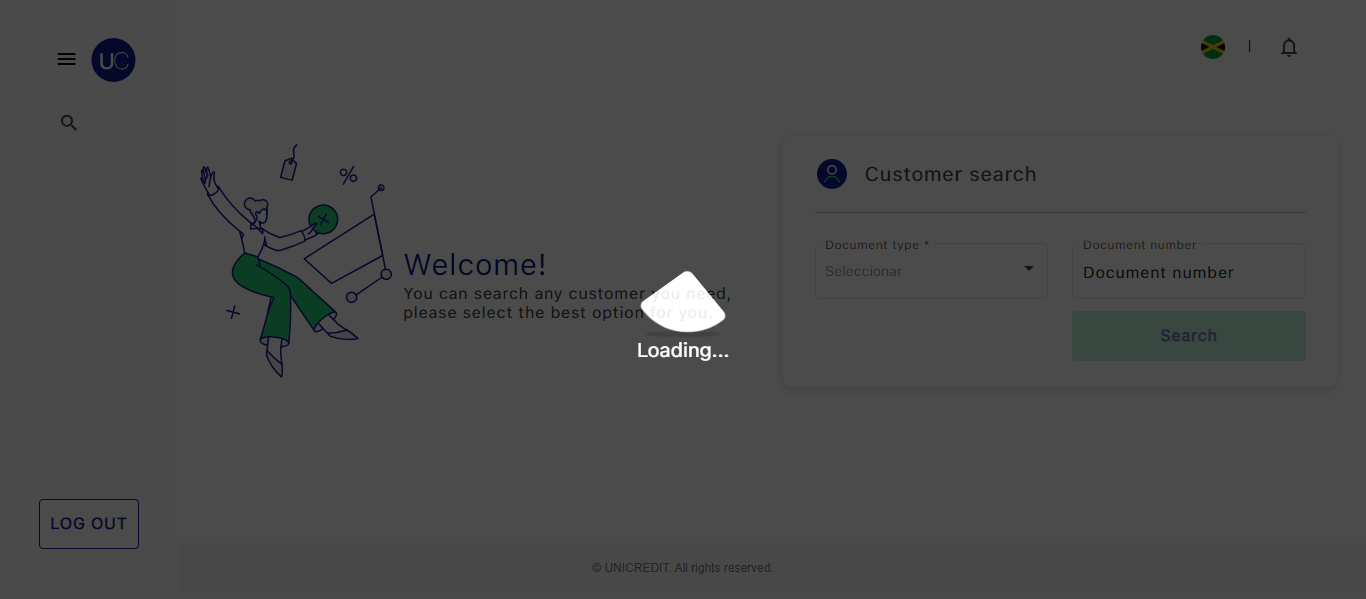 UC
Customer search
Document type *
Seleccionar
Document number
Document number
Welcome!
You can search any customer you need,
please select the best option for you.
Search
Loading...
LOG OUT
© UNICREDIT. All rights reserved.